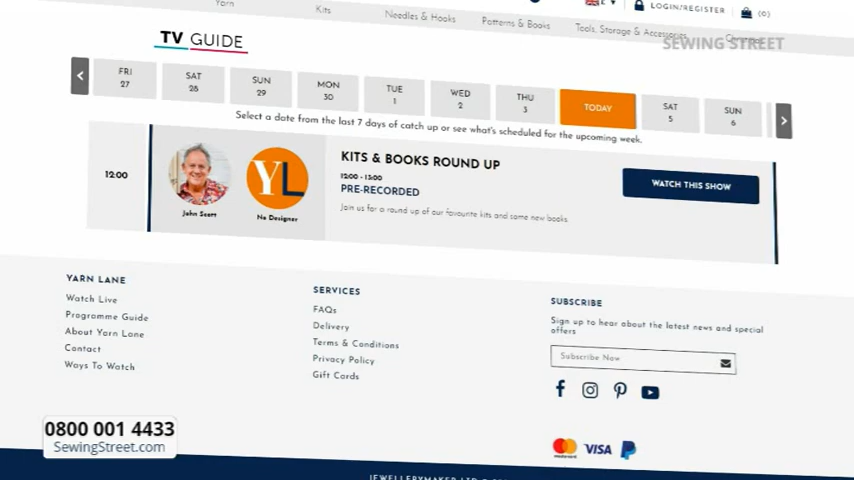 Yarn
Kits
Needles & Hooks
Patterns & Books
Tools, Storage & Accessories
LOGIN/REGISTER
(0)
SEWING STREET
TV GUIDE
FRI
27
SAT
28
SUN
29
MON
30
TUE
1
WED
2
THU
3
TODAY
SAT
5
SUN
6
Select a date from the last 7 days of catch up or see what's scheduled for the upcoming week.
12:00
YL
John Scott
No Designer
KITS & BOOKS ROUND UP
12:00 - 13:00
PRE-RECORDED
Join us for a round up of our favourite kits and some new books
WATCH THIS SHOW
YARN LANE
Watch Live
Programme Guide
About Yarn Lane
Contact
Ways To Watch
SERVICES
FAQs
Delivery
Terms & Conditions
Privacy Policy
Gift Cards
SUBSCRIBE
Sign up to hear about the latest news and special
offers
Subscribe Now
mastercard
VISA
0800 001 4433
SewingStreet.com
JEWELLERYMAKER LTD